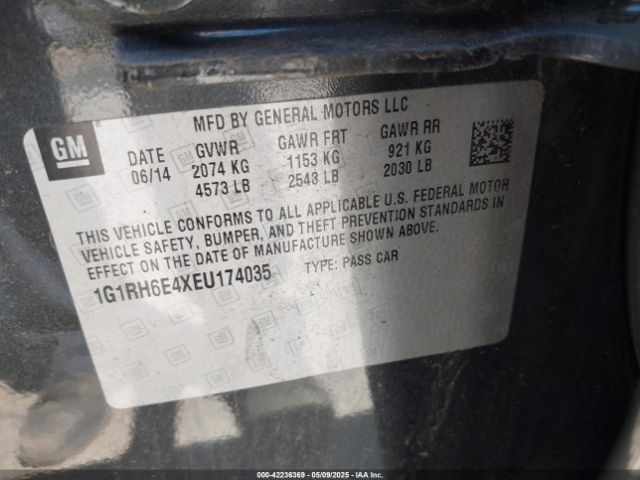 GM
MFD BY GENERAL MOTORS LLC
DATE GVWR GAWR FRT GAWR RR
06/14 2074 KG 1153 KG 921 KG
4573 LB 2543 LB 2030 LB
THIS VEHICLE CONFORMS TO ALL APPLICABLE U.S. FEDERAL MOTOR
VEHICLE SAFETY, BUMPER, AND THEFT PREVENTION STANDARDS IN
EFFECT ON THE DATE OF MANUFACTURE SHOWN ABOVE.
1G1RH6E4XEU174035 TYPE: PASS CAR
000-42236369 - 05/09/2025 - IAA, Inc.